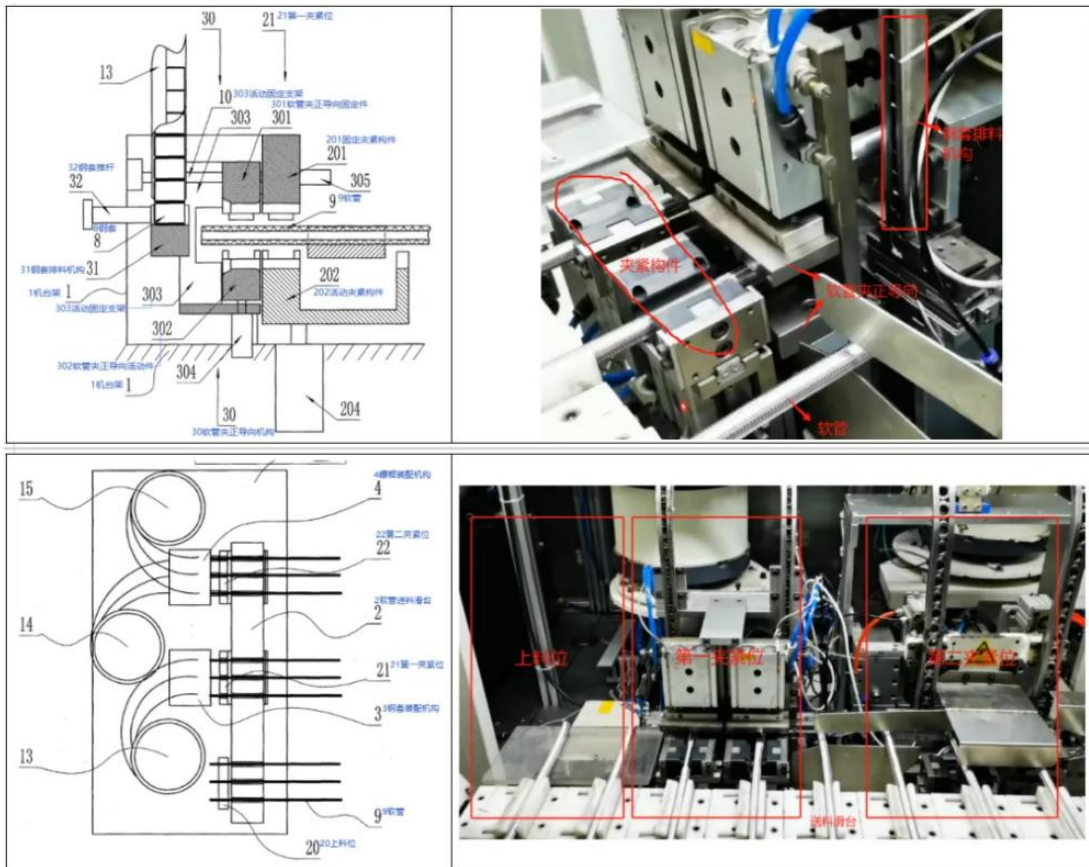 30
21
21第一夹紧位
13
10
303活动固定支架
303
301软管夹正导向固定件
301
201固定夹紧构件
201
32钢套推杆
32
305
9软管
9
8钢套
8
31钢套排料机构
31
1机台架
1
303
303活动固定支架
202
202活动夹紧构件
302
302软管夹正导向活动件
1机台架
1
304
30
30软管夹正导向机构
204
钢套排料机构
夹紧构件
软管夹正导向
软管
15
4螺帽装配机构
4
22第二夹紧位
22
2软管送料滑台
2
14
21第一夹紧位
21
3钢套装配机构
3
13
9
9软管
20
20上料位
上料位
第一夹紧位
第二夹紧位
送料滑台